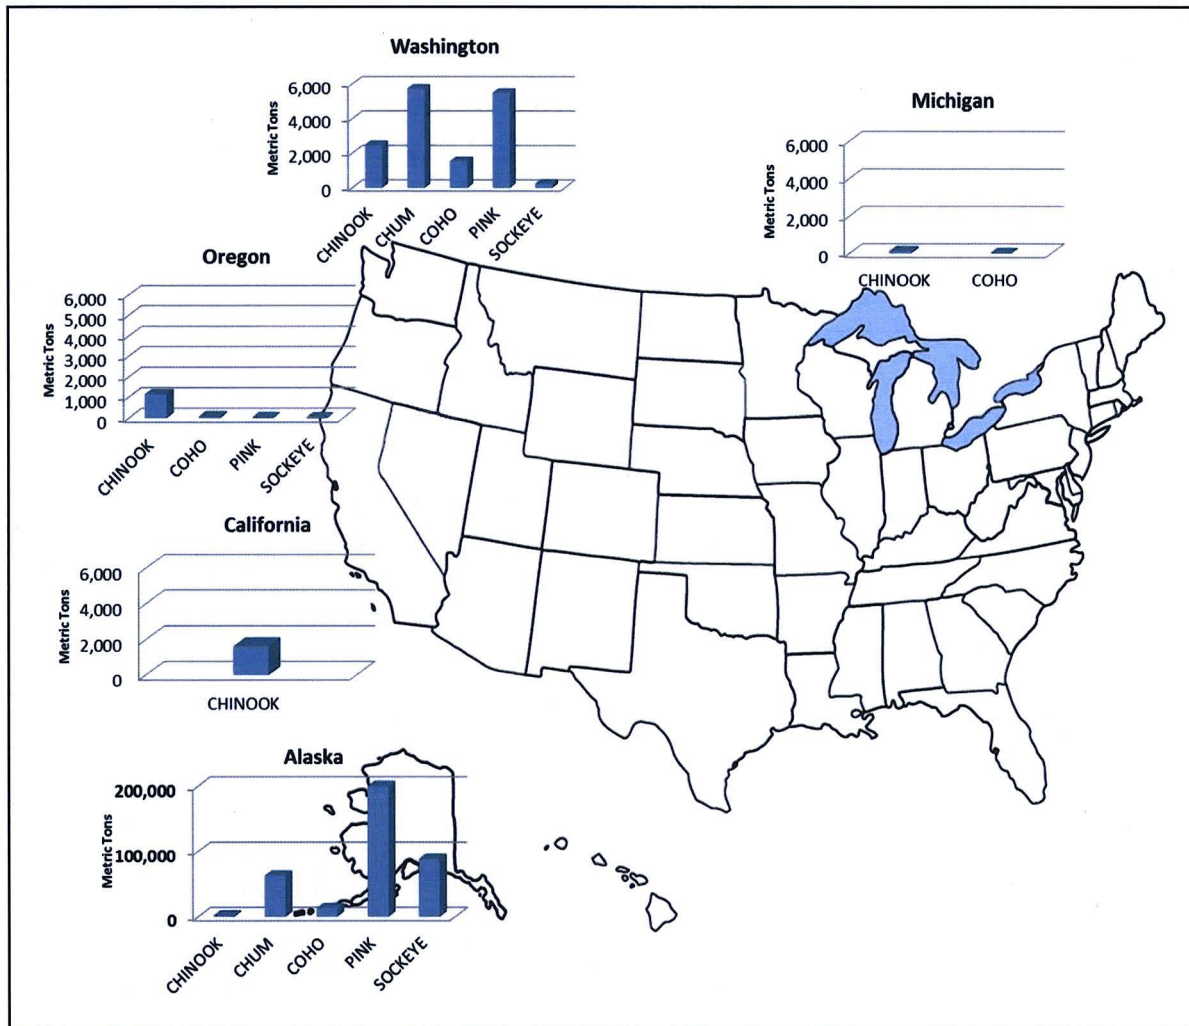 Washington
Metric Tons
6,000
4,000
2,000
0
CHINOOK
CHUM
COHO
PINK
SOCKEYE
Michigan
Metric Tons
6,000
4,000
2,000
0
CHINOOK
COHO
Oregon
Metric Tons
6,000
5,000
4,000
3,000
2,000
1,000
0
CHINOOK
COHO
PINK
SOCKEYE
California
Metric Tons
6,000
4,000
2,000
0
CHINOOK
Alaska
Metric Tons
200,000
100,000
0
CHINOOK
CHUM
COHO
PINK
SOCKEYE